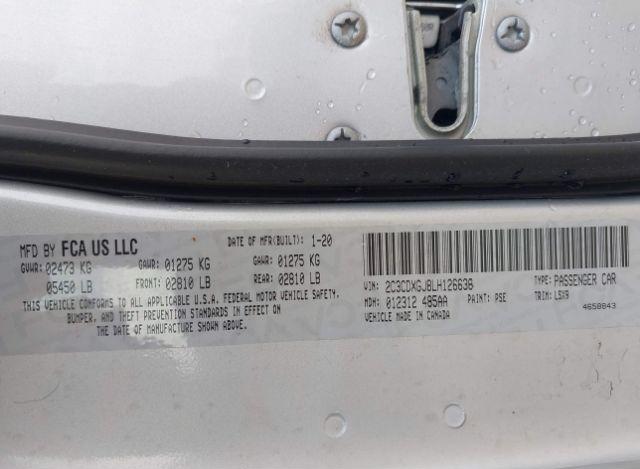 MFD BY FCA US LLC DATE OF MFR(BUILT): 1-20
GVWR: 02473 KG GAWR: 01275 KG GAWR: 01275 KG
05450 LB FRONT: 02810 LB REAR: 02810 LB
THIS VEHICLE CONFORMS TO ALL APPLICABLE U.S.A. FEDERAL MOTOR VEHICLE SAFETY,
BUMPER, AND THEFT PREVENTION STANDARDS IN EFFECT ON
THE DATE OF MANUFACTURE SHOWN ABOVE.
VIN: 2C3CDXGJ8LH126636 TYPE: PASSENGER CAR
MDH: 012312 485AA PAINT: PSE TRIM: LSX9
VEHICLE MADE IN CANADA 4658843